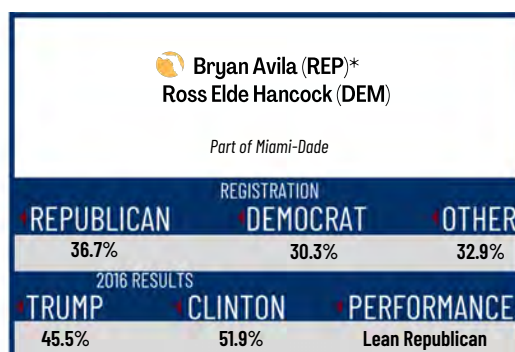 Bryan Avila (REP)*
Ross Elde Hancock (DEM)
Part of Miami-Dade
REGISTRATION
REPUBLICAN DEMOCRAT OTHER
36.7% 30.3% 32.9%
2016 RESULTS
TRUMP CLINTON PERFORMANCE
45.5% 51.9% Lean Republican